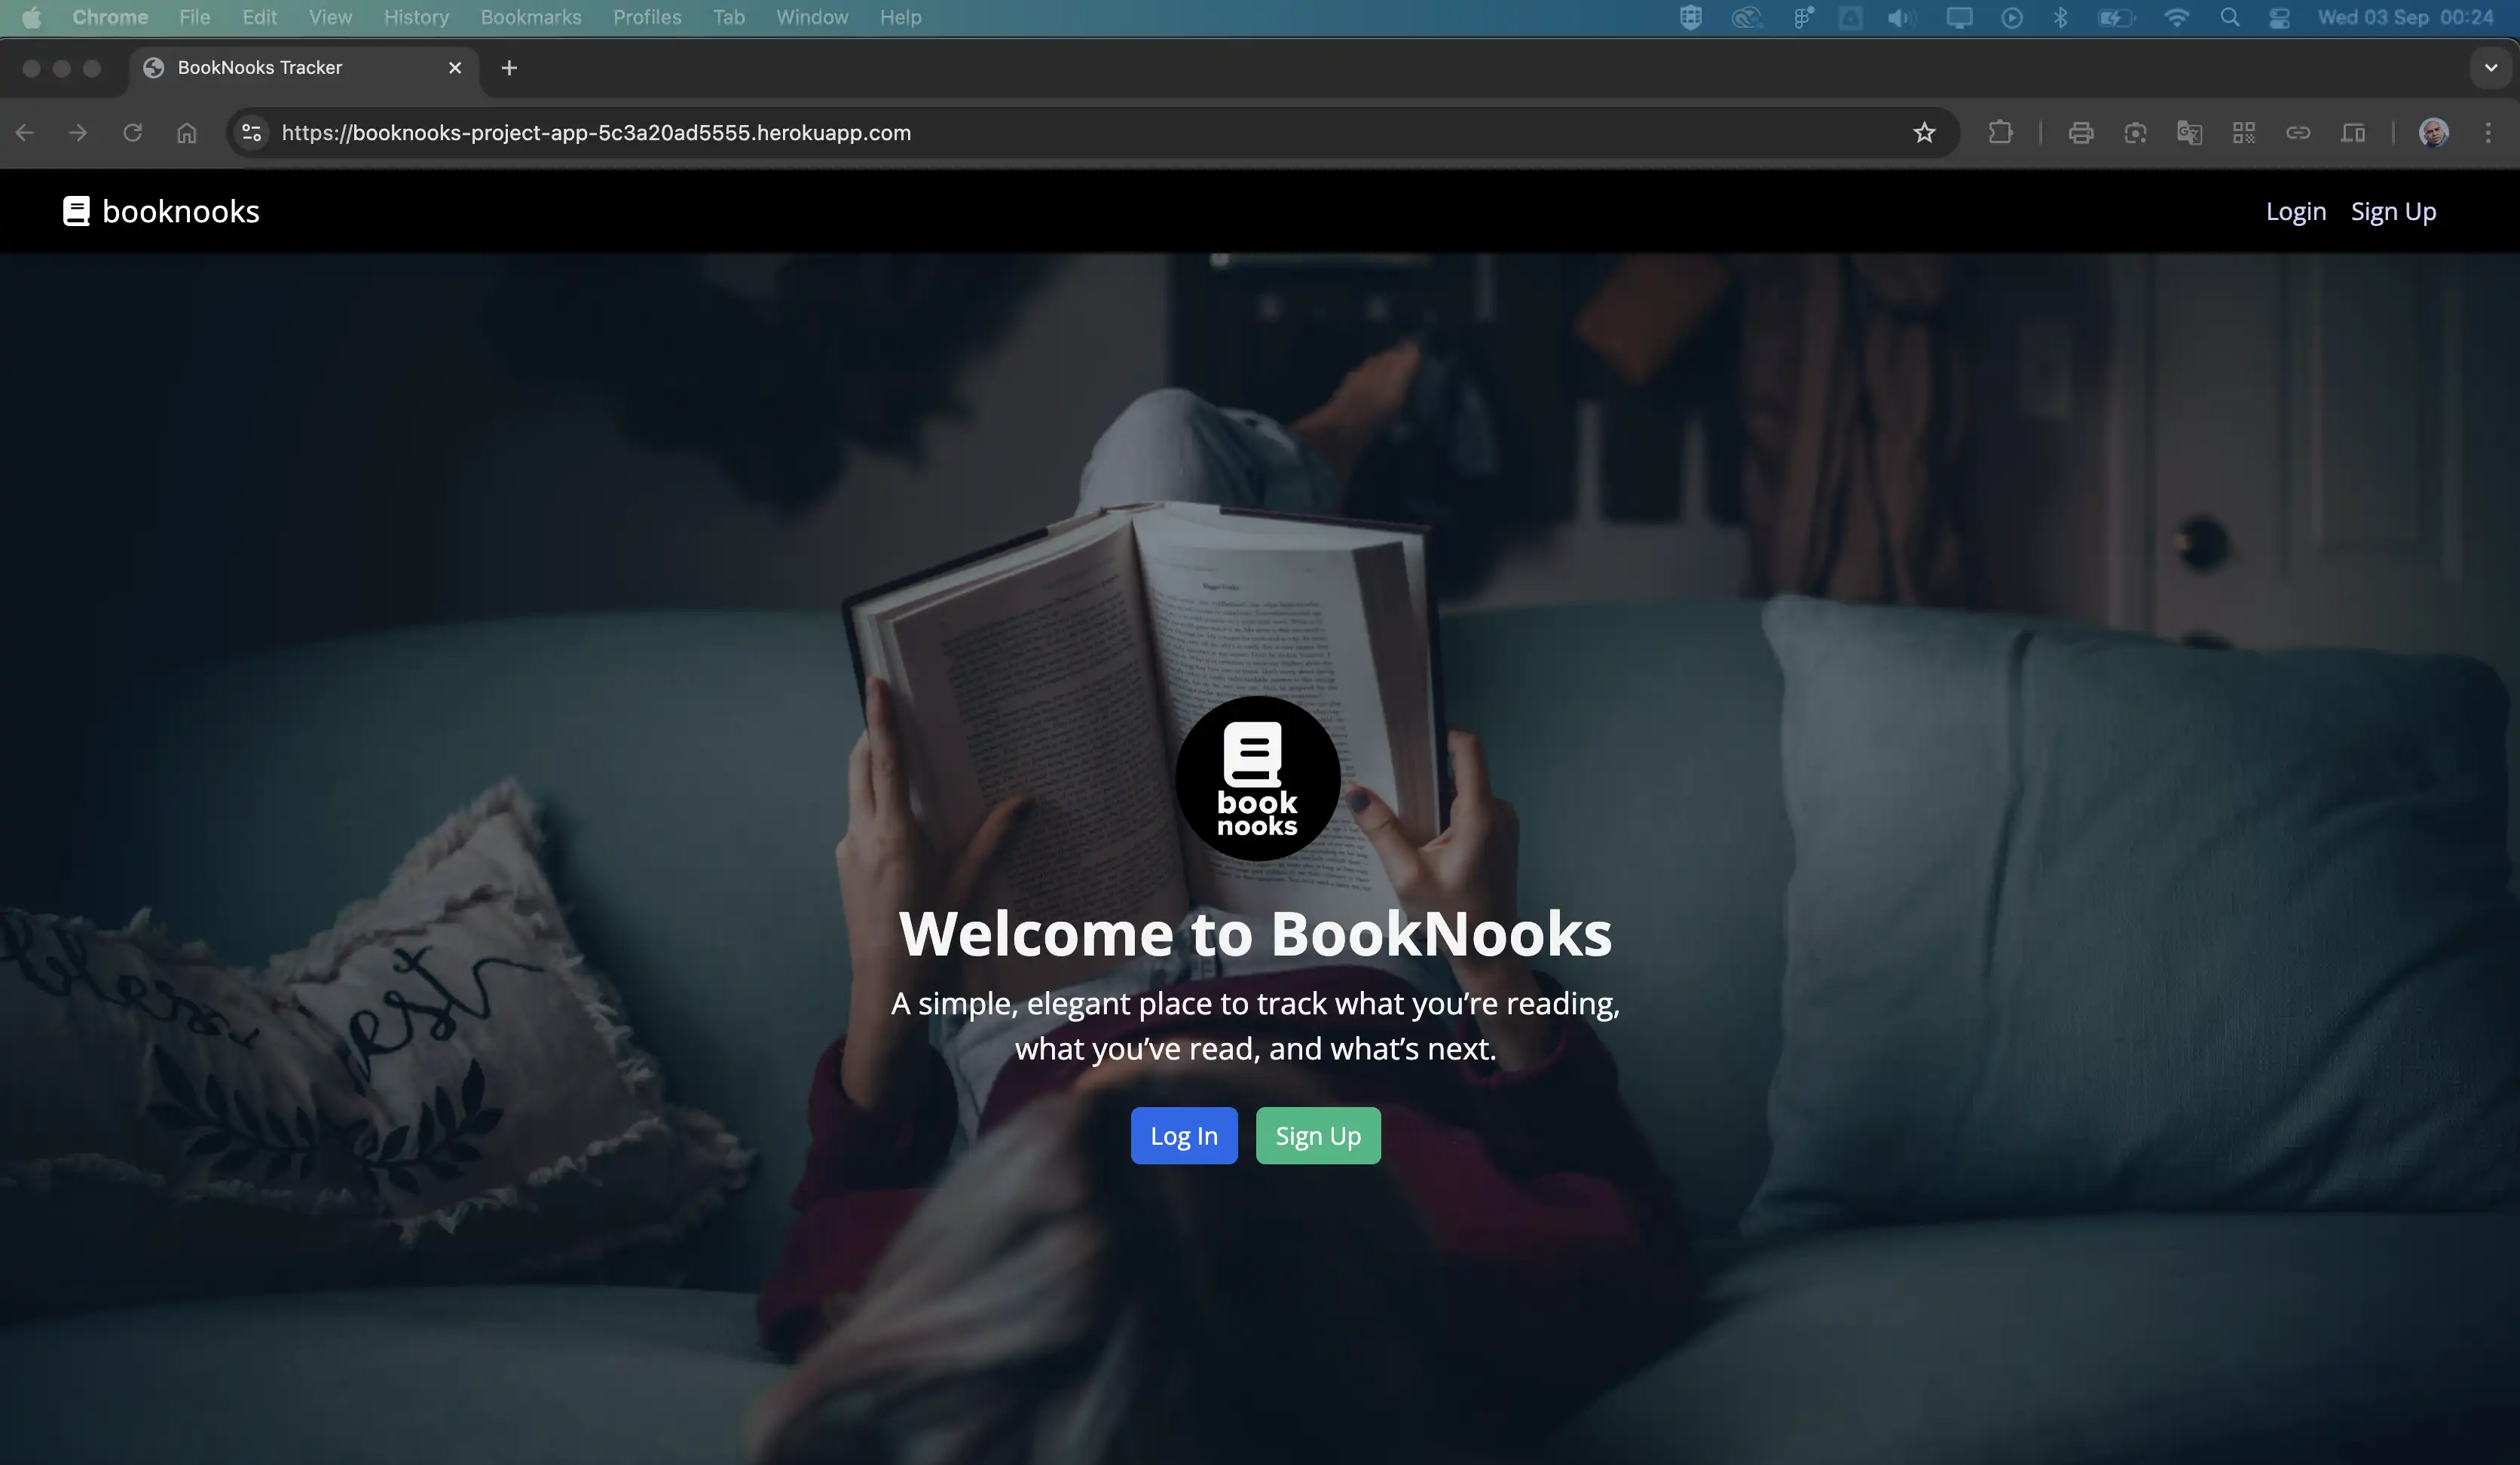 Chrome File Edit View History Bookmarks Profiles Tab Window Help Wed 03 Sep 00:24
BookNooks Tracker
https://booknooks-project-app-5c3a20ad5555.herokuapp.com
booknooks Login Sign Up
book
nooks
est
Welcome to BookNooks
A simple, elegant place to track what you’re reading,
what you’ve read, and what’s next.
Log In Sign Up